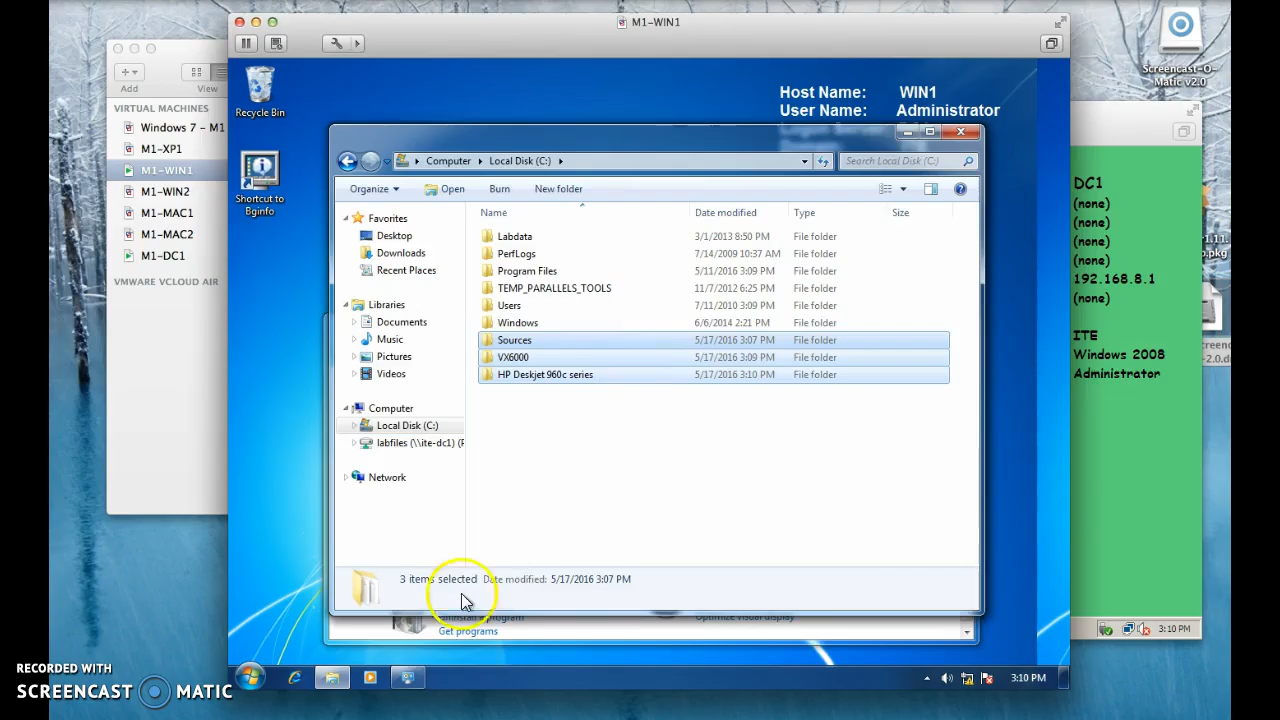 M1-WIN1
Add
View
VIRTUAL MACHINES
Windows 7 - M1
M1-XP1
M1-WIN1
M1-WIN2
M1-MAC1
M1-MAC2
M1-DC1
VMWARE VCLOUD AIR
Recycle Bin
Shortcut to
Bginfo
Host Name: WIN1
User Name: Administrator
Computer Local Disk (C:)
Search Local Disk (C:)
Organize Open Burn New folder
Name Date modified Type Size
Favorites
Desktop
Downloads
Recent Places
Libraries
Documents
Music
Pictures
Videos
Computer
Local Disk (C:)
labfiles (\\ite-dc1) (F
Network
Labdata 3/1/2013 8:50 PM File folder
PerfLogs 7/14/2009 10:37 AM File folder
Program Files 5/11/2016 3:09 PM File folder
TEMP_PARALLELS_TOOLS 11/7/2012 6:25 PM File folder
Users 7/11/2010 3:09 PM File folder
Windows 6/6/2014 2:21 PM File folder
Sources 5/17/2016 3:07 PM File folder
VX6000 5/17/2016 3:09 PM File folder
HP Deskjet 960c series 5/17/2016 3:10 PM File folder
3 items selected Date modified: 5/17/2016 3:07 PM
Uninstall a program
Optimize visual display
Get programs
3:10 PM
Screencast-O-
Matic v2.0
DC1
(none)
(none)
(none)
(none)
192.168.8.1
(none)
ITE
Windows 2008
Administrator
3:10 PM
RECORDED WITH
SCREENCAST MATIC